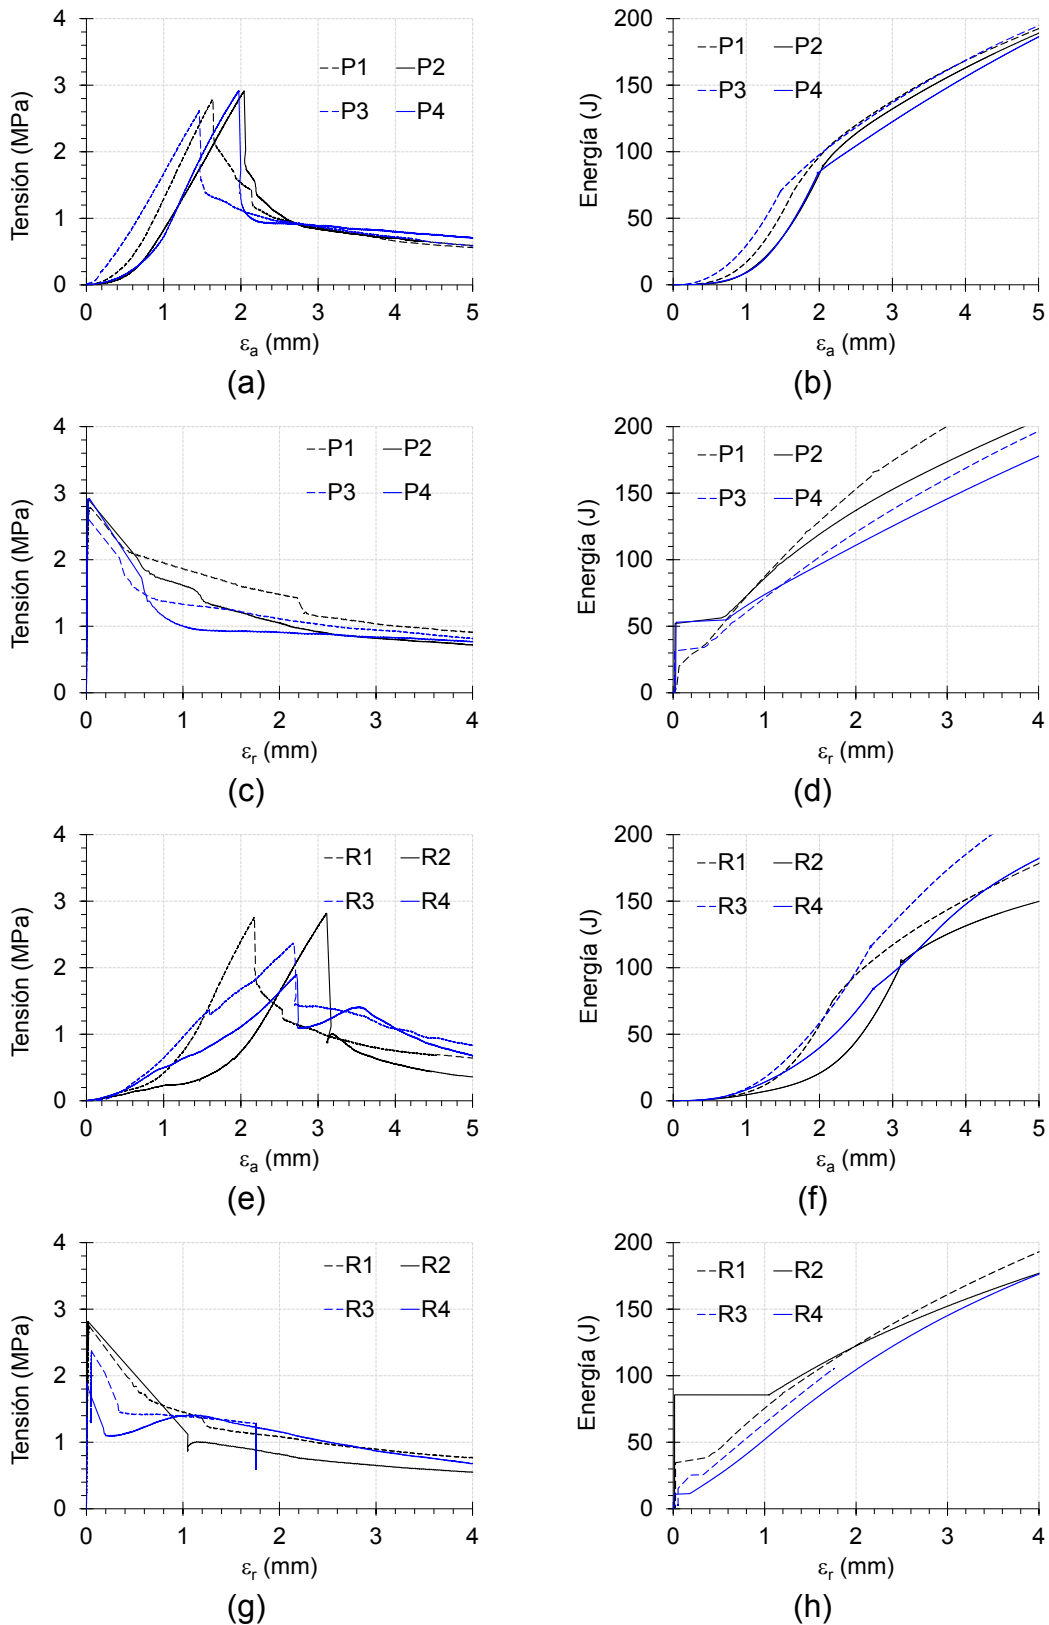 4
3
2
1
0
Tensión (MPa)
P1 P2
P3 P4
0 1 2 3 4 5
εa (mm)
(a)
200
150
100
50
0
Energía (J)
P1 P2
P3 P4
0 1 2 3 4 5
εa (mm)
(b)
4
3
2
1
0
Tensión (MPa)
P1 P2
P3 P4
0 1 2 3 4
εr (mm)
(c)
200
150
100
50
0
Energía (J)
P1 P2
P3 P4
0 1 2 3 4
εr (mm)
(d)
4
3
2
1
0
Tensión (MPa)
R1 R2
R3 R4
0 1 2 3 4 5
εa (mm)
(e)
200
150
100
50
0
Energía (J)
R1 R2
R3 R4
0 1 2 3 4 5
εa (mm)
(f)
4
3
2
1
0
Tensión (MPa)
R1 R2
R3 R4
0 1 2 3 4
εr (mm)
(g)
200
150
100
50
0
Energía (J)
R1 R2
R3 R4
0 1 2 3 4
εr (mm)
(h)